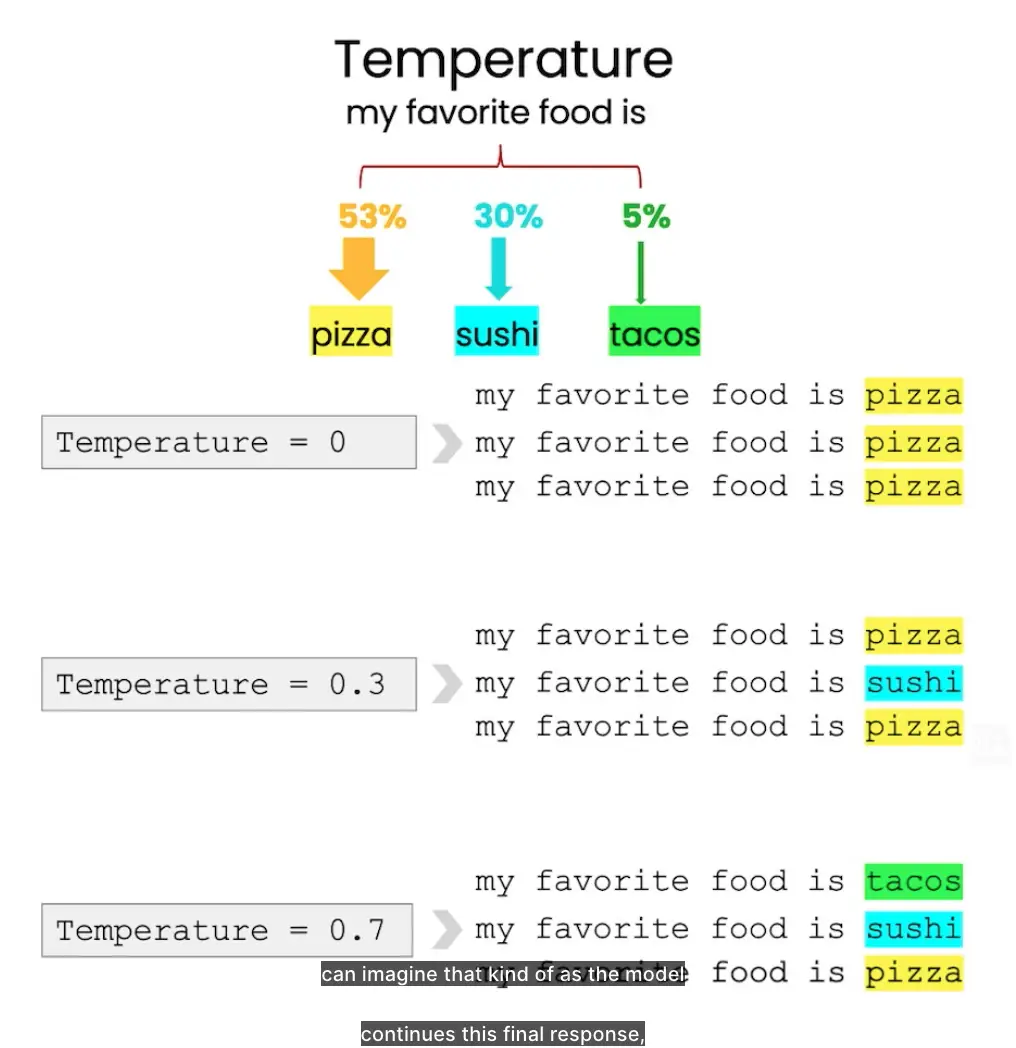 Temperature
my favorite food is
53% 30% 5%
pizza sushi tacos
my favorite food is pizza
Temperature = 0
my favorite food is pizza
my favorite food is pizza
my favorite food is pizza
Temperature = 0.3
my favorite food is sushi
my favorite food is pizza
my favorite food is tacos
Temperature = 0.7
my favorite food is sushi
my favorite food is pizza
can imagine that kind of as the model
continues this final response,